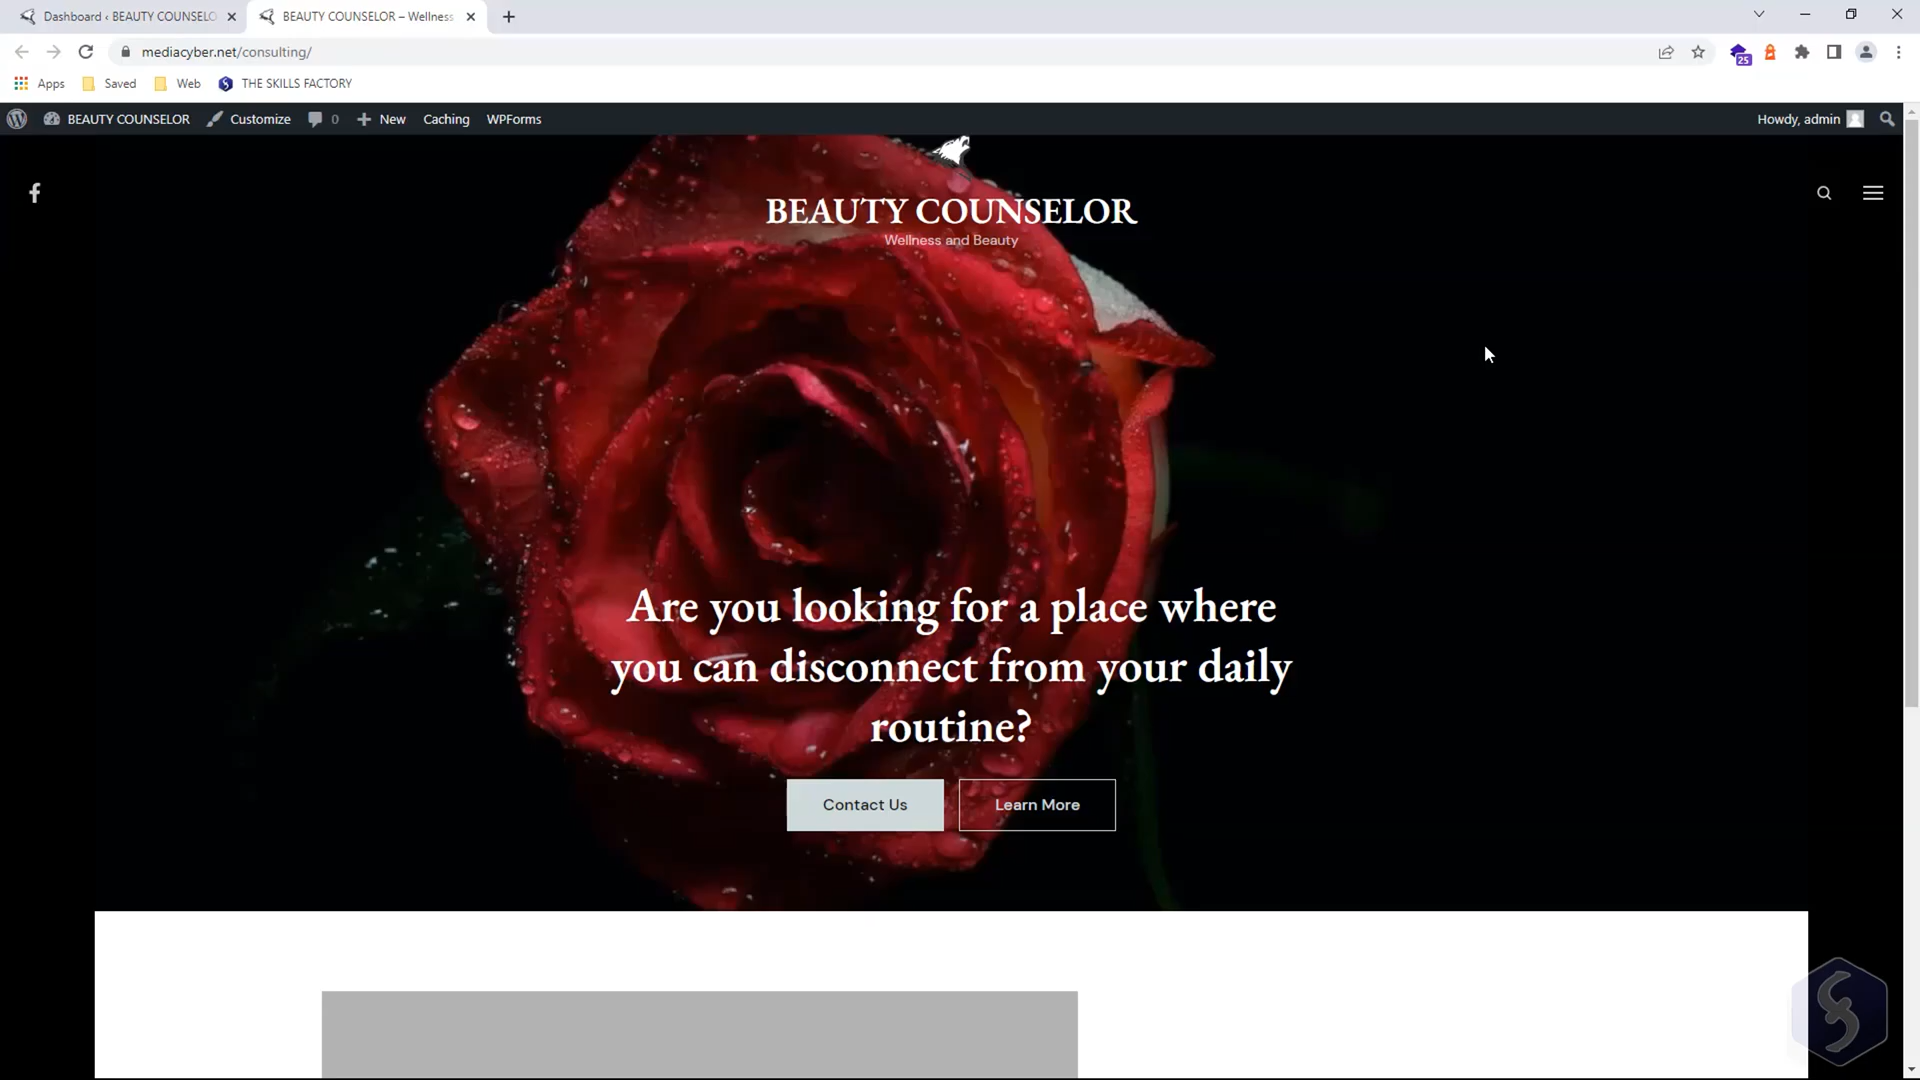 Dashboard ‹ BEAUTY COUNSELO
BEAUTY COUNSELOR – Wellness
mediacyber.net/consulting/
25
Apps
Saved
Web
THE SKILLS FACTORY
BEAUTY COUNSELOR
Customize
0
New
Caching
WPForms
Howdy, admin
BEAUTY COUNSELOR
Wellness and Beauty
Are you looking for a place where
you can disconnect from your daily
routine?
Contact Us
Learn More